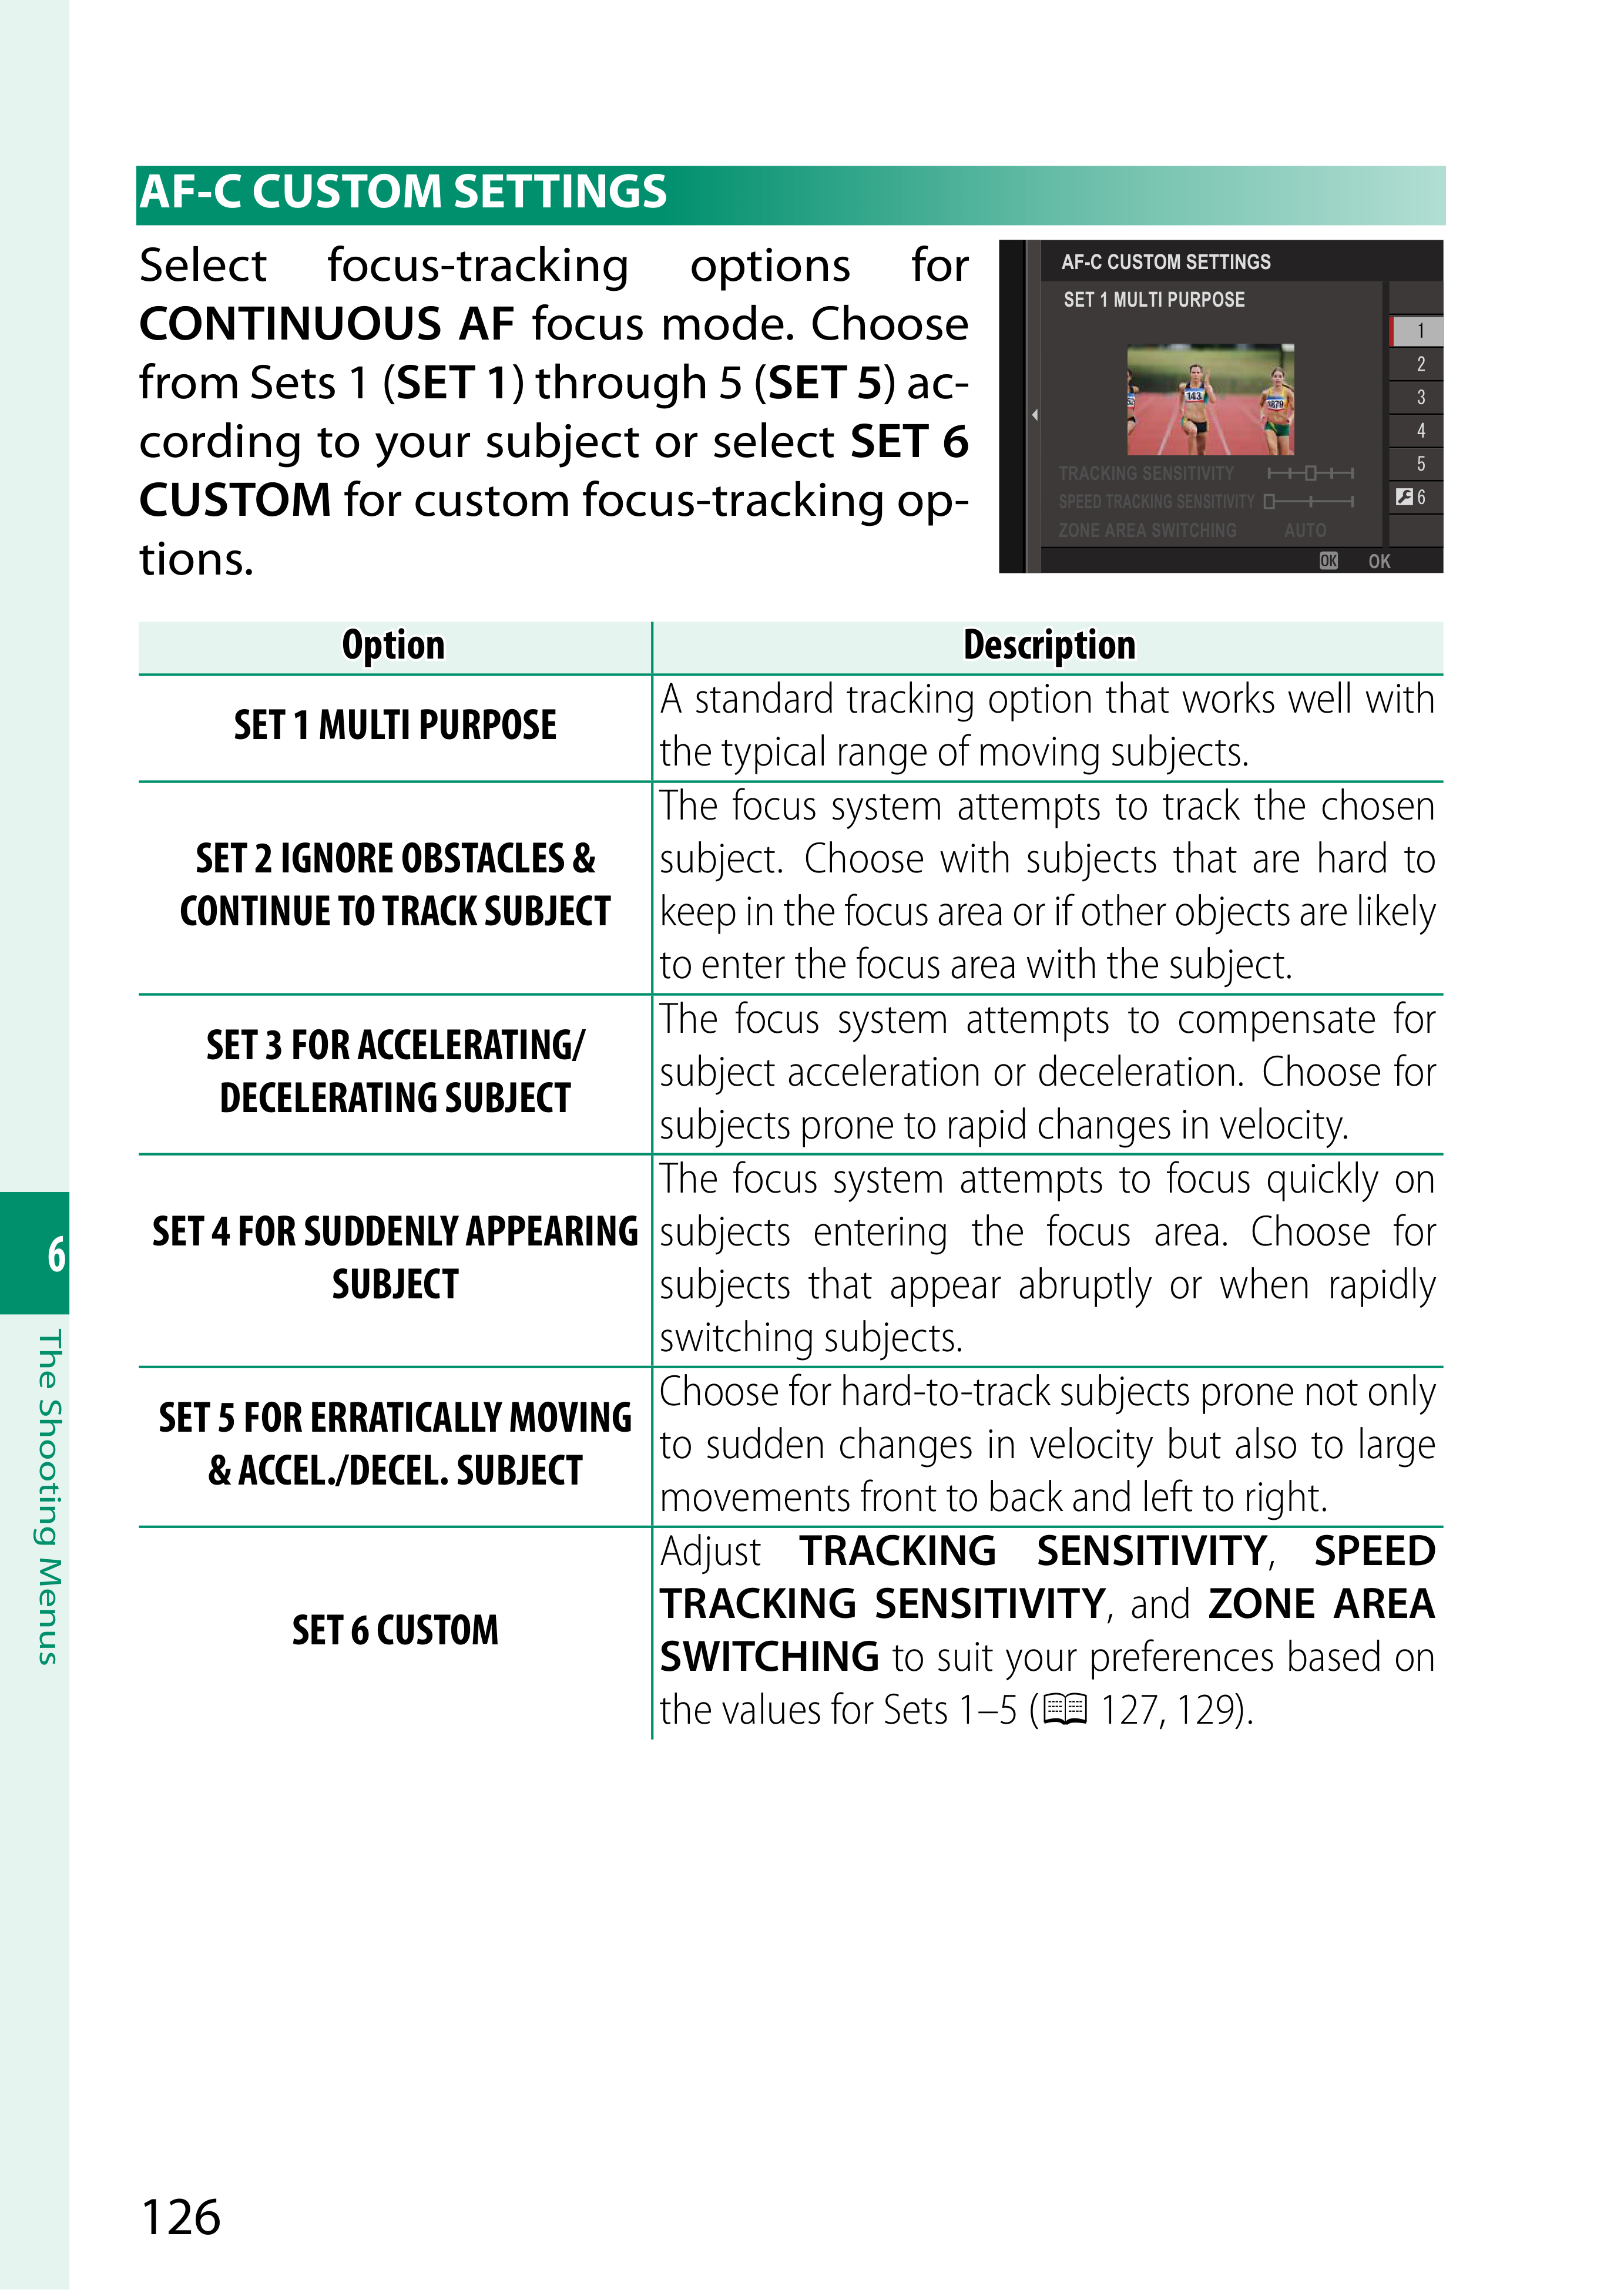 AF-C CUSTOM SETTINGS
Select focus-tracking options for
CONTINUOUS AF focus mode. Choose
from Sets 1 (SET 1) through 5 (SET 5) ac-
cording to your subject or select SET 6
CUSTOM for custom focus-tracking op-
tions.
AF-C CUSTOM SETTINGS
SET 1 MULTI PURPOSE
143
1879
TRACKING SENSITIVITY
SPEED TRACKING SENSITIVITY
ZONE AREA SWITCHING AUTO
1
2
3
4
5
6
OK OK
Option Description
SET 1 MULTI PURPOSE
A standard tracking option that works well with
the typical range of moving subjects.
SET 2 IGNORE OBSTACLES &
CONTINUE TO TRACK SUBJECT
The focus system attempts to track the chosen
subject. Choose with subjects that are hard to
keep in the focus area or if other objects are likely
to enter the focus area with the subject.
SET 3 FOR ACCELERATING/
DECELERATING SUBJECT
The focus system attempts to compensate for
subject acceleration or deceleration. Choose for
subjects prone to rapid changes in velocity.
SET 4 FOR SUDDENLY APPEARING
SUBJECT
The focus system attempts to focus quickly on
subjects entering the focus area. Choose for
subjects that appear abruptly or when rapidly
switching subjects.
SET 5 FOR ERRATICALLY MOVING
& ACCEL./DECEL. SUBJECT
Choose for hard-to-track subjects prone not only
to sudden changes in velocity but also to large
movements front to back and left to right.
SET 6 CUSTOM
Adjust TRACKING SENSITIVITY, SPEED
TRACKING SENSITIVITY, and ZONE AREA
SWITCHING to suit your preferences based on
the values for Sets 1–5 (📖 127, 129).
6
The Shooting Menus
126